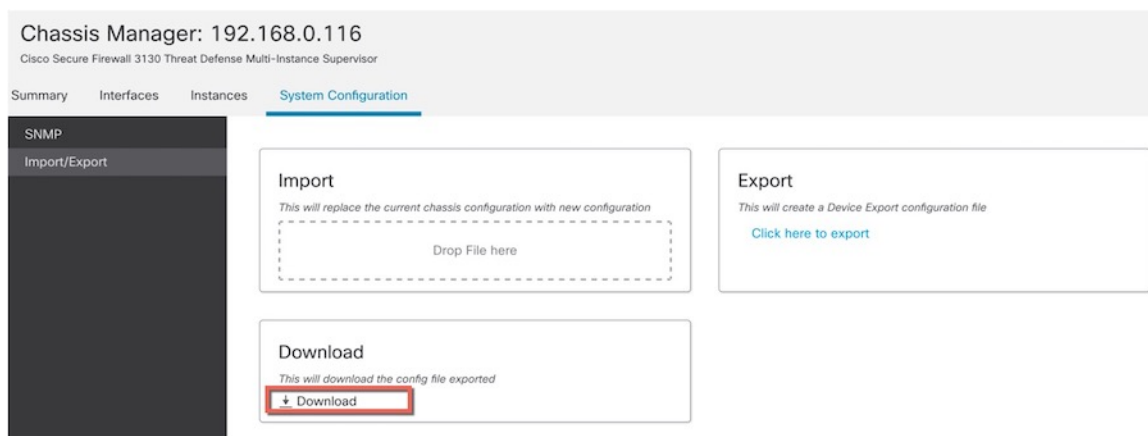 Chassis Manager: 192.168.0.116
Cisco Secure Firewall 3130 Threat Defense Multi-Instance Supervisor
Summary Interfaces Instances System Configuration
SNMP
Import/Export
Import
This will replace the current chassis configuration with new configuration
Drop File here
Export
This will create a Device Export configuration file
Click here to export
Download
This will download the config file exported
Download